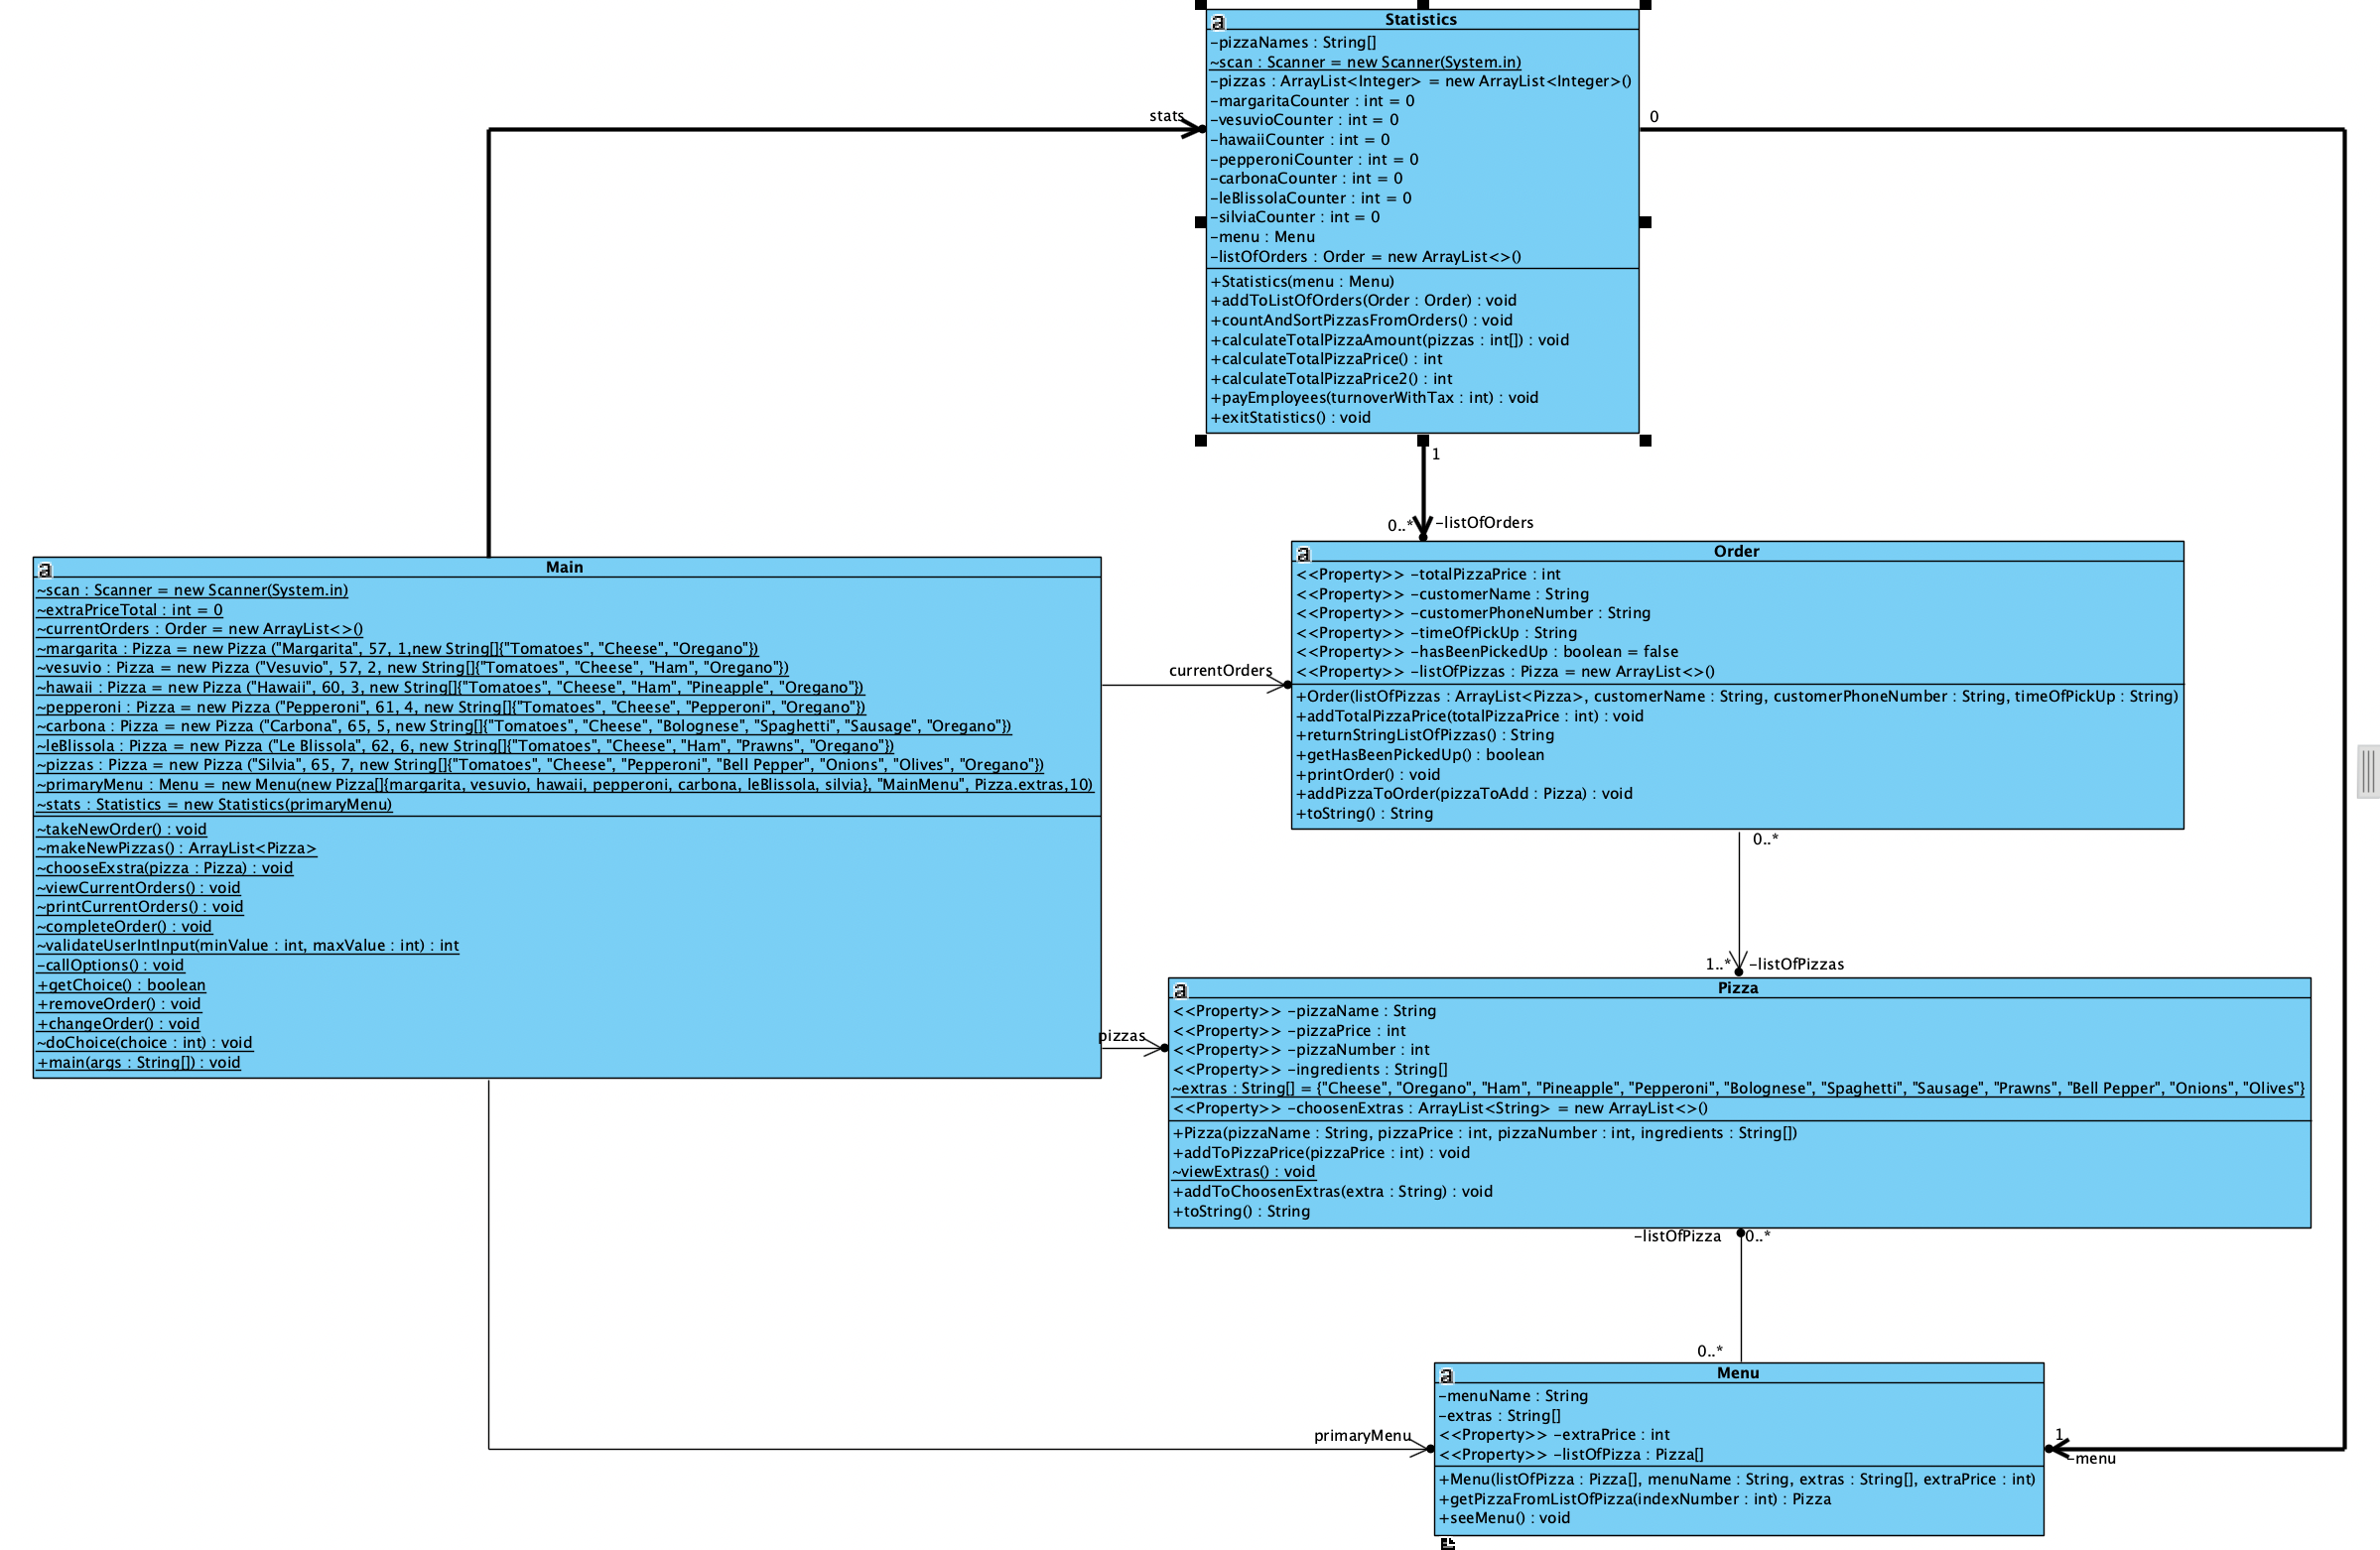 Statistics
-pizzaNames : String[]
~scan : Scanner = new Scanner(System.in)
-pizzas : ArrayList<Integer> = new ArrayList<Integer>()
-margaritaCounter : int = 0
-vesuvioCounter : int = 0
-hawaiiCounter : int = 0
-pepperoniCounter : int = 0
-carbonaCounter : int = 0
-leBlissolaCounter : int = 0
-silviaCounter : int = 0
-menu : Menu
-listOfOrders : Order = new ArrayList<>()
+Statistics(menu : Menu)
+addToListOfOrders(Order : Order) : void
+countAndSortPizzasFromOrders() : void
+calculateTotalPizzaAmount(pizzas : int[]) : void
+calculateTotalPizzaPrice() : int
+calculateTotalPizzaPrice2() : int
+payEmployees(turnoverWithTax : int) : void
+exitStatistics() : void
stats
0
1
0..*
-listOfOrders
Main
~scan : Scanner = new Scanner(System.in)
~extraPriceTotal : int = 0
~currentOrders : Order = new ArrayList<>()
~margarita : Pizza = new Pizza ("Margarita", 57, 1,new String[]{"Tomatoes", "Cheese", "Oregano"})
~vesuvio : Pizza = new Pizza ("Vesuvio", 57, 2, new String[]{"Tomatoes", "Cheese", "Ham", "Oregano"})
~hawaii : Pizza = new Pizza ("Hawaii", 60, 3, new String[]{"Tomatoes", "Cheese", "Ham", "Pineapple", "Oregano"})
~pepperoni : Pizza = new Pizza ("Pepperoni", 61, 4, new String[]{"Tomatoes", "Cheese", "Pepperoni", "Oregano"})
~carbona : Pizza = new Pizza ("Carbona", 65, 5, new String[]{"Tomatoes", "Cheese", "Bolognese", "Spaghetti", "Sausage", "Oregano"})
~leBlissola : Pizza = new Pizza ("Le Blissola", 62, 6, new String[]{"Tomatoes", "Cheese", "Ham", "Prawns", "Oregano"})
~pizzas : Pizza = new Pizza ("Silvia", 65, 7, new String[]{"Tomatoes", "Cheese", "Pepperoni", "Bell Pepper", "Onions", "Olives", "Oregano"})
~primaryMenu : Menu = new Menu(new Pizza[]{margarita, vesuvio, hawaii, pepperoni, carbona, leBlissola, silvia}, "MainMenu", Pizza.extras,10)
~stats : Statistics = new Statistics(primaryMenu)
~takeNewOrder() : void
~makeNewPizzas() : ArrayList<Pizza>
~chooseExstra(pizza : Pizza) : void
~viewCurrentOrders() : void
~printCurrentOrders() : void
~completeOrder() : void
~validateUserIntInput(minValue : int, maxValue : int) : int
-callOptions() : void
+getChoice() : boolean
+removeOrder() : void
+changeOrder() : void
~doChoice(choice : int) : void
+main(args : String[]) : void
currentOrders
Order
<<Property>> -totalPizzaPrice : int
<<Property>> -customerName : String
<<Property>> -customerPhoneNumber : String
<<Property>> -timeOfPickUp : String
<<Property>> -hasBeenPickedUp : boolean = false
<<Property>> -listOfPizzas : Pizza = new ArrayList<>()
+Order(listOfPizzas : ArrayList<Pizza>, customerName : String, customerPhoneNumber : String, timeOfPickUp : String)
+addTotalPizzaPrice(totalPizzaPrice : int) : void
+returnStringListOfPizzas() : String
+getHasBeenPickedUp() : boolean
+printOrder() : void
+addPizzaToOrder(pizzaToAdd : Pizza) : void
+toString() : String
0..*
1..*
-listOfPizzas
pizzas
Pizza
<<Property>> -pizzaName : String
<<Property>> -pizzaPrice : int
<<Property>> -pizzaNumber : int
<<Property>> -ingredients : String[]
~extras : String[] = {"Cheese", "Oregano", "Ham", "Pineapple", "Pepperoni", "Bolognese", "Spaghetti", "Sausage", "Prawns", "Bell Pepper", "Onions", "Olives"}
<<Property>> -choosenExtras : ArrayList<String> = new ArrayList<>()
+Pizza(pizzaName : String, pizzaPrice : int, pizzaNumber : int, ingredients : String[])
+addToPizzaPrice(pizzaPrice : int) : void
~viewExtras() : void
+addToChoosenExtras(extra : String) : void
+toString() : String
-listOfPizza
0..*
0..*
primaryMenu
Menu
-menuName : String
-extras : String[]
<<Property>> -extraPrice : int
<<Property>> -listOfPizza : Pizza[]
+Menu(listOfPizza : Pizza[], menuName : String, extras : String[], extraPrice : int)
+getPizzaFromListOfPizza(indexNumber : int) : Pizza
+seeMenu() : void
1
-menu